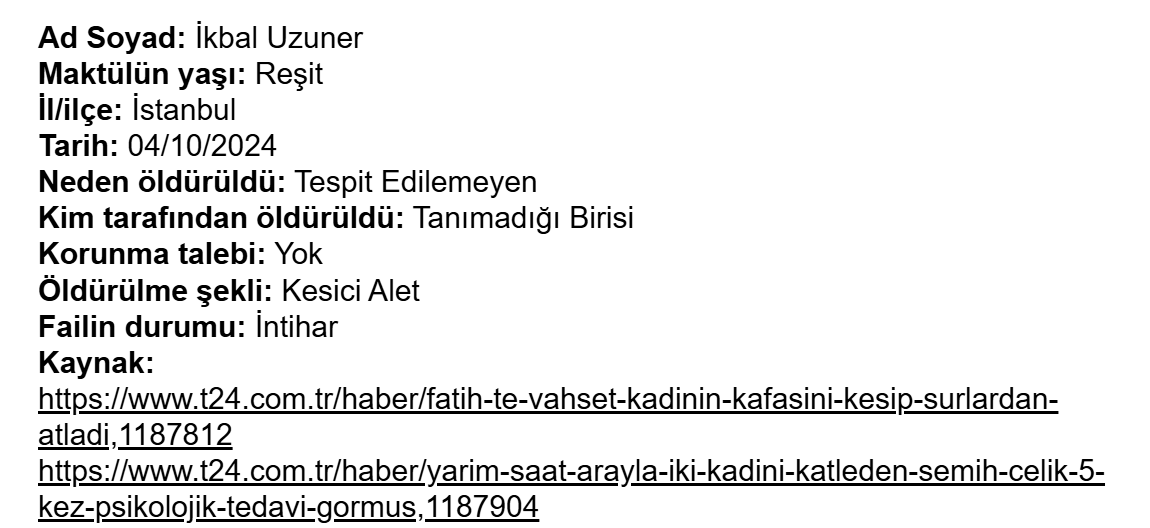 Ad Soyad: İkbal Uzuner
Maktülün yaşı: Reşit
İl/ilçe: İstanbul
Tarih: 04/10/2024
Neden öldürüldü: Tespit Edilemeyen
Kim tarafından öldürüldü: Tanımadığı Birisi
Korunma talebi: Yok
Öldürülme şekli: Kesici Alet
Failin durumu: İntihar
Kaynak:
https://www.t24.com.tr/haber/fatih-te-vahset-kadinin-kafasini-kesip-surlardan-
atladi,1187812
https://www.t24.com.tr/haber/yarim-saat-arayla-iki-kadini-katleden-semih-celik-5-
kez-psikolojik-tedavi-gormus,1187904